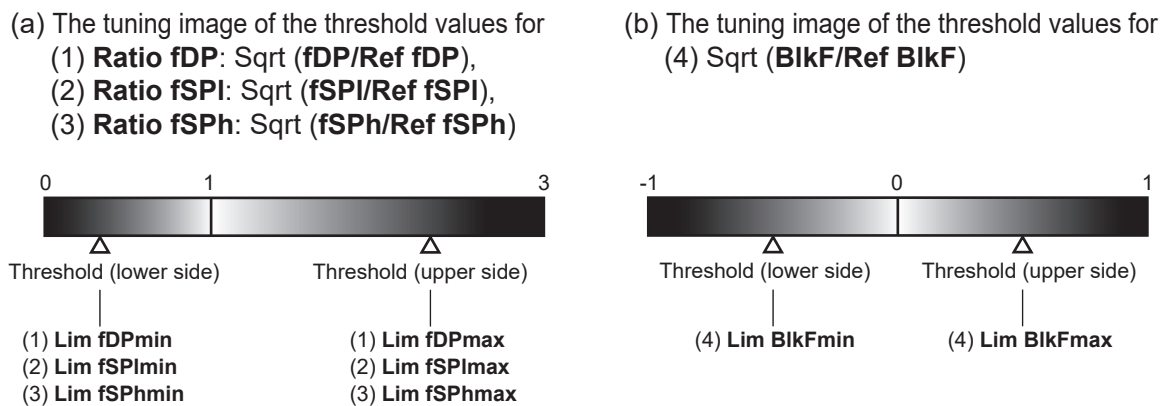 (a) The tuning image of the threshold values for
(1) Ratio fDP: Sqrt (fDP/Ref fDP),
(2) Ratio fSPl: Sqrt (fSPl/Ref fSPl),
(3) Ratio fSPh: Sqrt (fSPh/Ref fSPh)
0 1 3
Threshold (lower side) Threshold (upper side)
(1) Lim fDPmin (1) Lim fDPmax
(2) Lim fSPlmin (2) Lim fSPlmax
(3) Lim fSPhmin (3) Lim fSPhmax
(b) The tuning image of the threshold values for
(4) Sqrt (BlkF/Ref BlkF)
-1 0 1
Threshold (lower side) Threshold (upper side)
(4) Lim BlkFmin (4) Lim BlkFmax